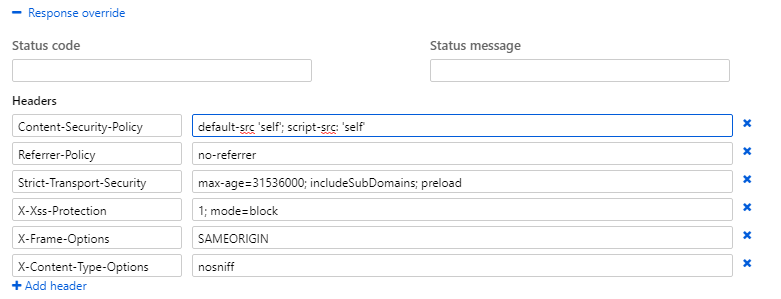 Response override
Status code Status message
Headers
Content-Security-Policy default-src 'self'; script-src: 'self'
Referrer-Policy no-referrer
Strict-Transport-Security max-age=31536000; includeSubDomains; preload
X-Xss-Protection 1; mode=block
X-Frame-Options SAMEORIGIN
X-Content-Type-Options nosniff
Add header